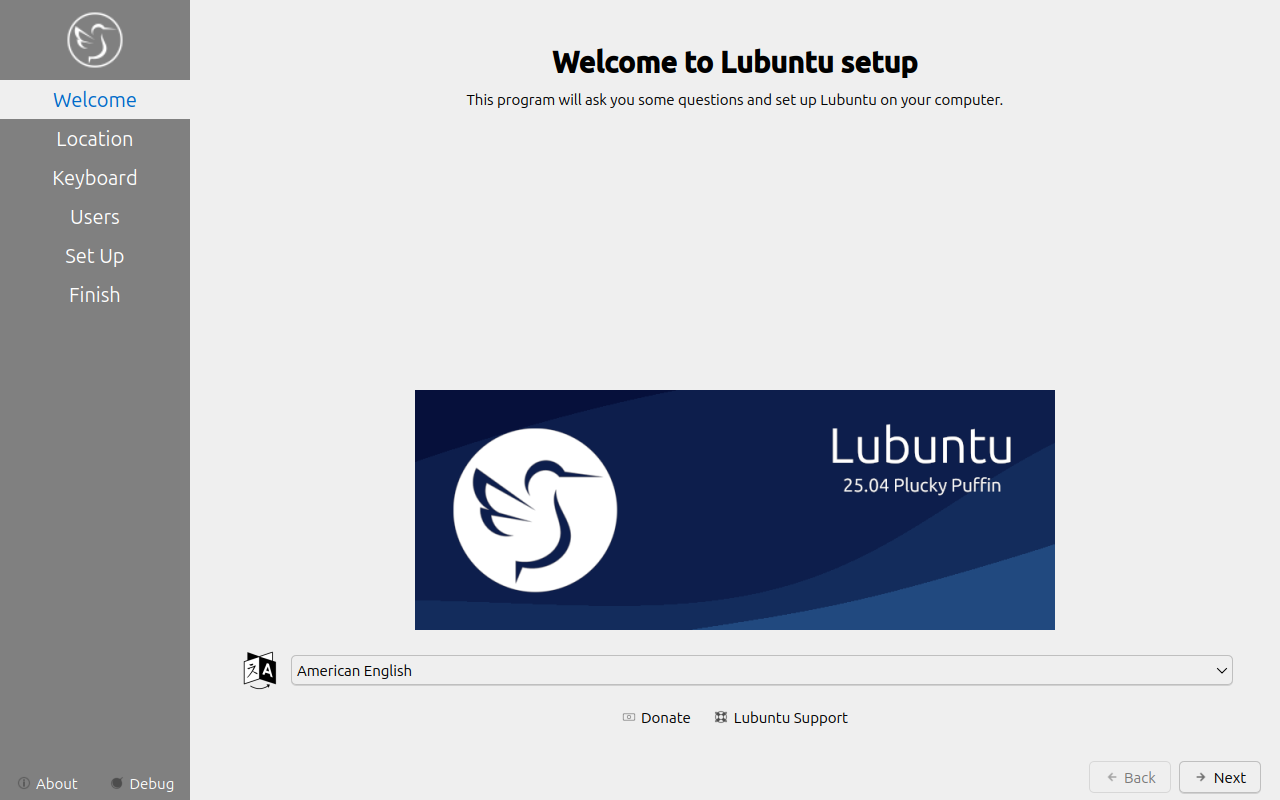 Welcome
Location
Keyboard
Users
Set Up
Finish
About
Debug
Welcome to Lubuntu setup
This program will ask you some questions and set up Lubuntu on your computer.
Lubuntu
25.04 Plucky Puffin
American English
Donate
Lubuntu Support
Back
Next